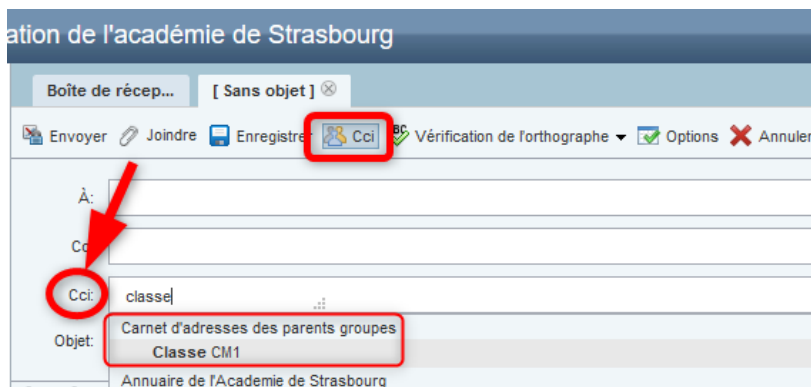 ation de l'académie de Strasbourg
Boîte de récep... [ Sans objet ]
Envoyer Joindre Enregistrer Cci Vérification de l'orthographe Options Annuler
À:
Cc
Cci: classe
Carnet d'adresses des parents groupes
Objet:
Classe CM1
Annuaire de l'Academie de Strasbourg